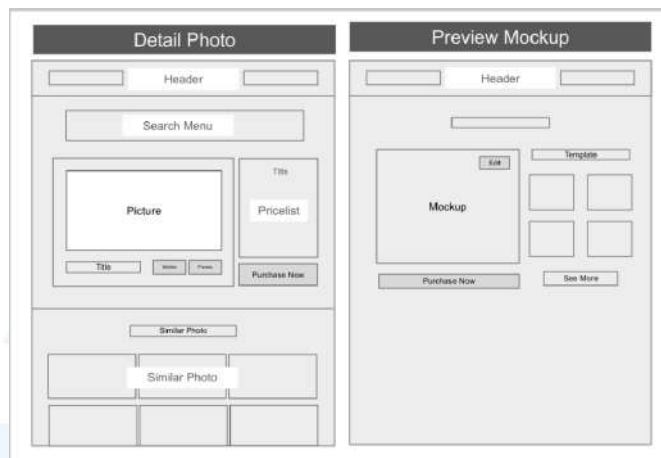 Detail Photo
Header
Search Menu
Picture
Title
Title
Pricelist
Purchase Now
Similar Photo
Similar Photo
Preview Mockup
Header
Edit
Mockup
Purchase Now
Template
See More